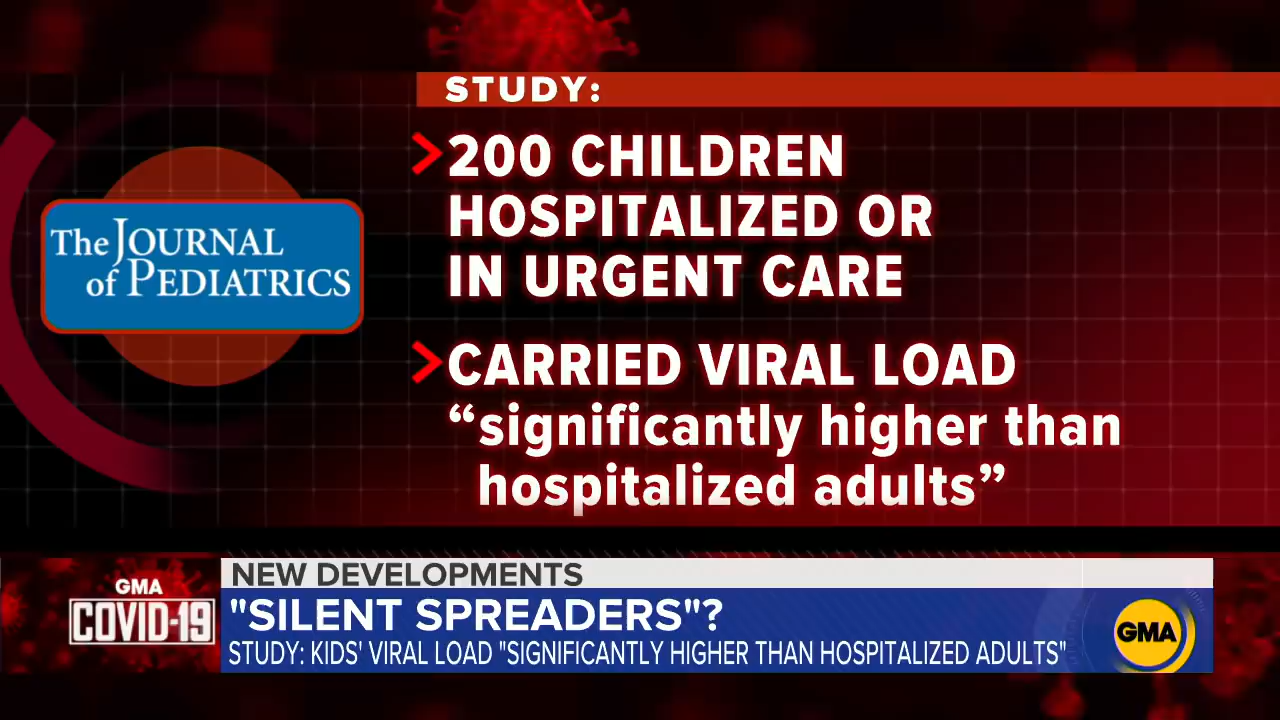 STUDY:
200 CHILDREN
HOSPITALIZED OR
IN URGENT CARE
CARRIED VIRAL LOAD
“significantly higher than
hospitalized adults”
The JOURNAL
of PEDIATRICS
NEW DEVELOPMENTS
GMA
COVID-19
"SILENT SPREADERS"?
STUDY: KIDS' VIRAL LOAD "SIGNIFICANTLY HIGHER THAN HOSPITALIZED ADULTS"
GMA